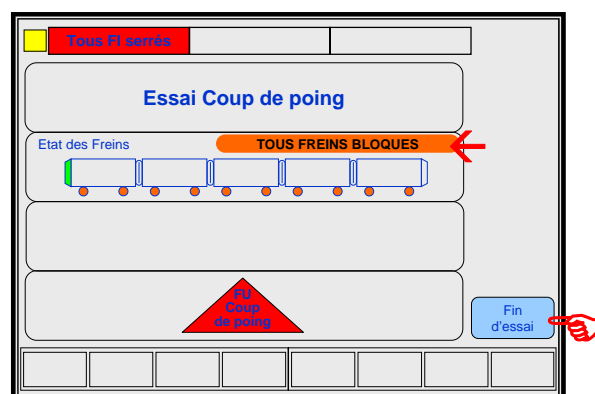 Tous FI serrés
Essai Coup de poing
Etat des Freins
TOUS FREINS BLOQUES
FU
Coup
de poing
Fin
d'essai